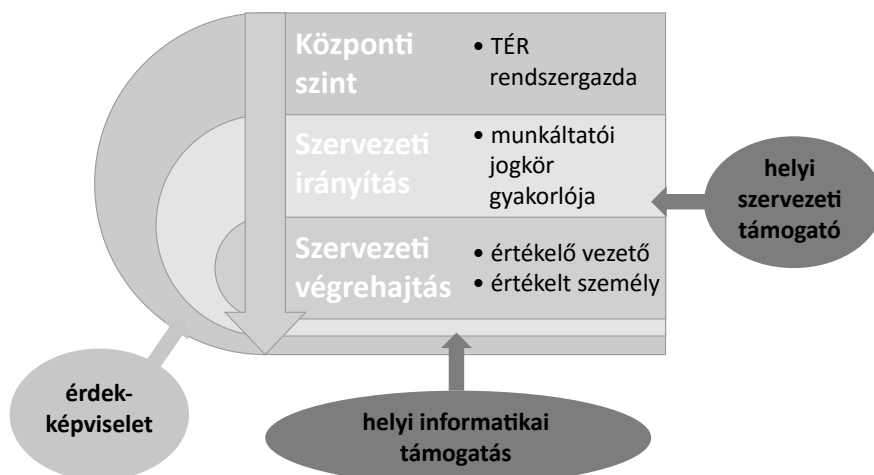 Központi
szint
• TÉR
rendszergazda
Szervezeti
irányítás
• munkáltatói
jogkör
gyakorlója
Szervezeti
végrehajtás
• értékelő vezető
• értékelt személy
helyi
szervezeti
támogató
érdek-
képviselet
helyi informatikai
támogatás